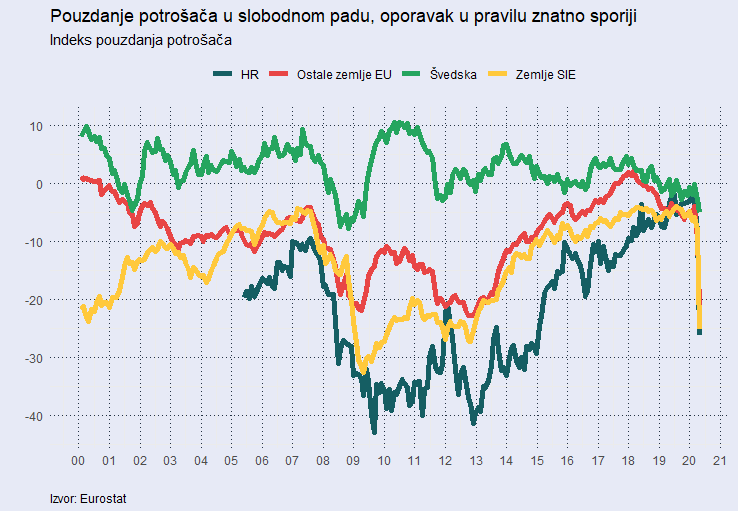 Pouzdanje potrošača u slobodnom padu, oporavak u pravilu znatno sporiji
Indeks pouzdanja potrošača
HR Ostale zemlje EU Švedska Zemlje SIE
10
0
-10
-20
-30
-40
00 01 02 03 04 05 06 07 08 09 10 11 12 13 14 15 16 17 18 19 20 21
Izvor: Eurostat